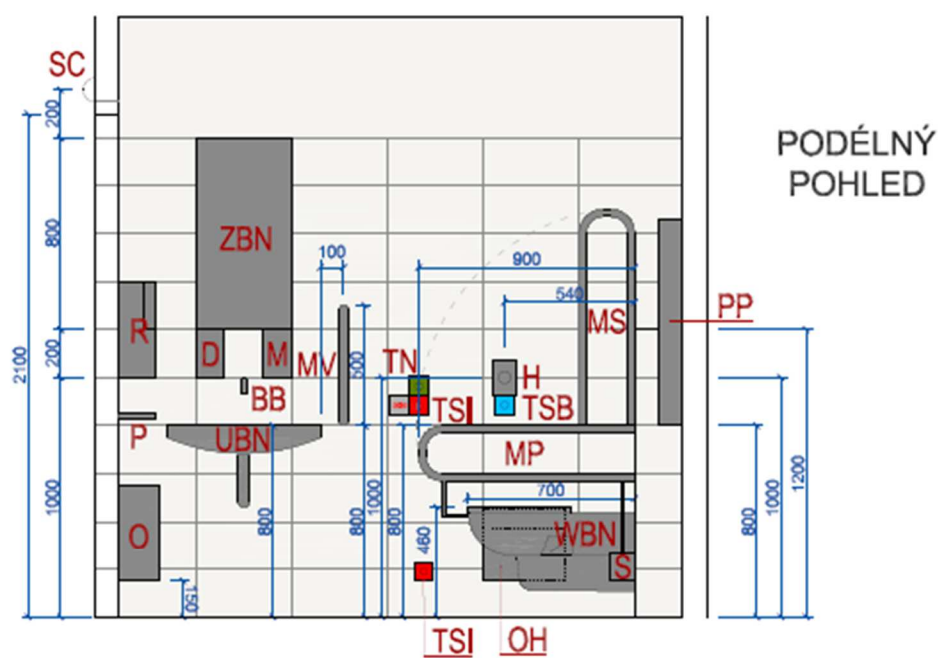 SC
PODÉLNÝ
POHLED
200
ZBN
800
100
900
540
MS
PP
R
D
M
MV
TN
H
500
200
2100
BB
TSI
TSB
P
UBN
MP
700
O
WBN
S
1000
800
800
1000
800
460
800
1000
1200
150
TSI
OH